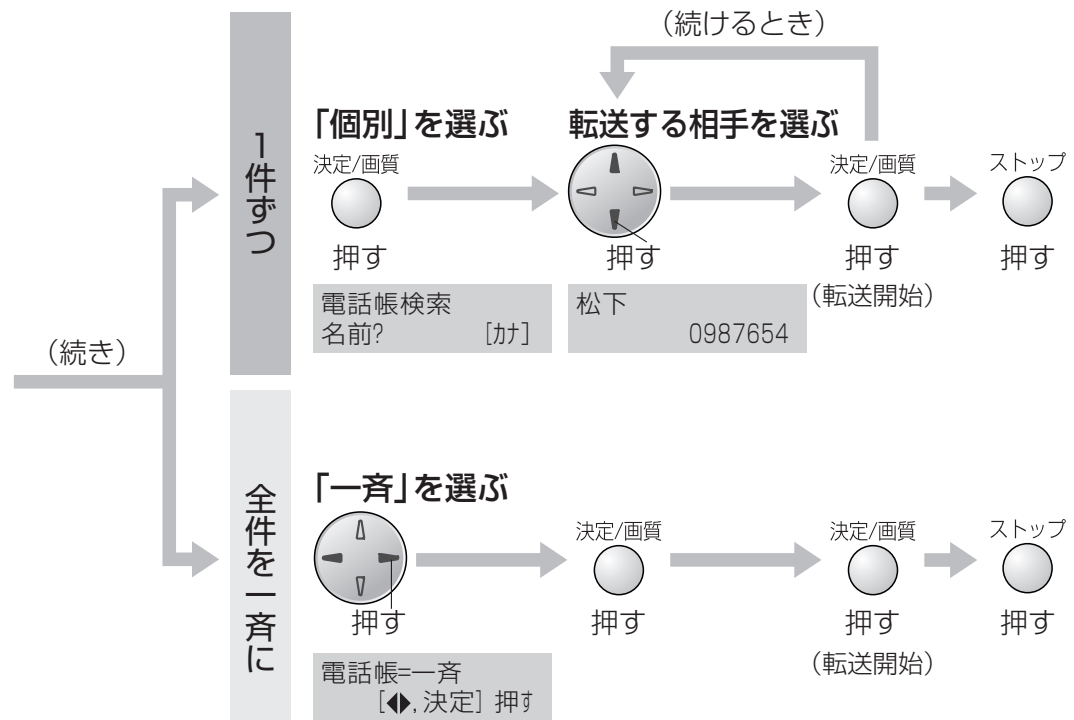 （続き）
1件ずつ
（続けるとき）
「個別」を選ぶ
決定/画質
押す
電話帳検索
名前? [ｶﾅ]
転送する相手を選ぶ
押す
松下
0987654
決定/画質
押す
（転送開始）
ストップ
押す
全件を一斉に
「一斉」を選ぶ
押す
電話帳=一斉
[◆▶,決定] 押す
決定/画質
押す
決定/画質
押す
（転送開始）
ストップ
押す